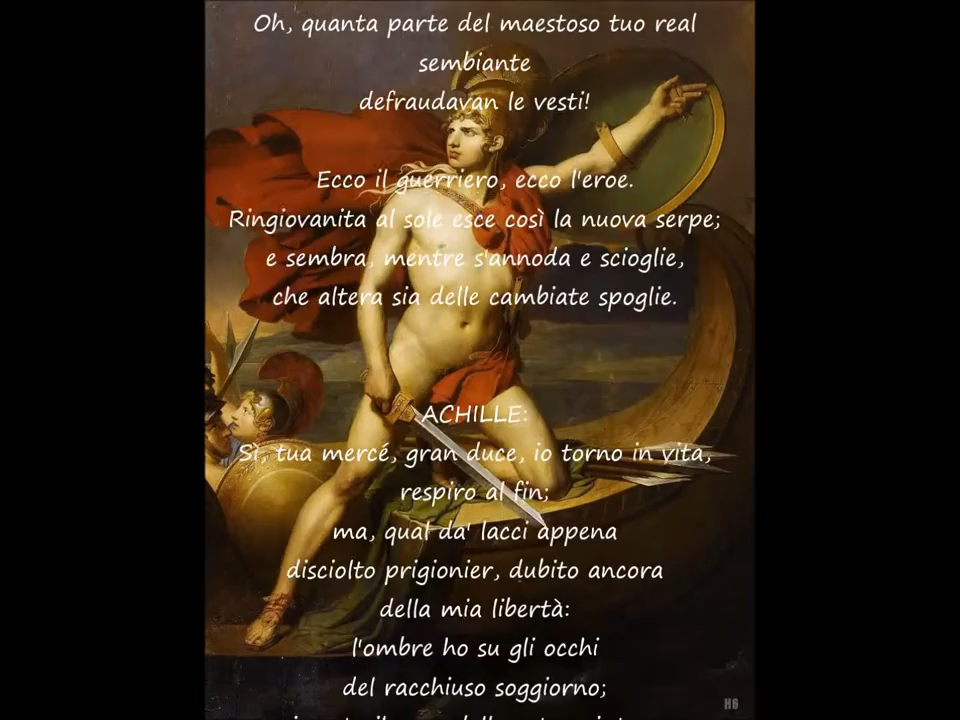 Oh, quanta parte del maestoso tuo real
sembiante
defraudavan le vesti!
Ecco il guerriero, ecco l'eroe.
Ringiovanita al sole esce così la nuova serpe;
e sembra, mentre s'annoda e scioglie,
che altera sia delle cambiate spoglie.
ACHILLE:
Sì, tua mercé, gran duce, io torno in vita,
respiro al fin;
ma, qual da' lacci appena
disciolto prigionier, dubito ancora
della mia libertà:
l'ombre ho su gli occhi
del racchiuso soggiorno;
HG